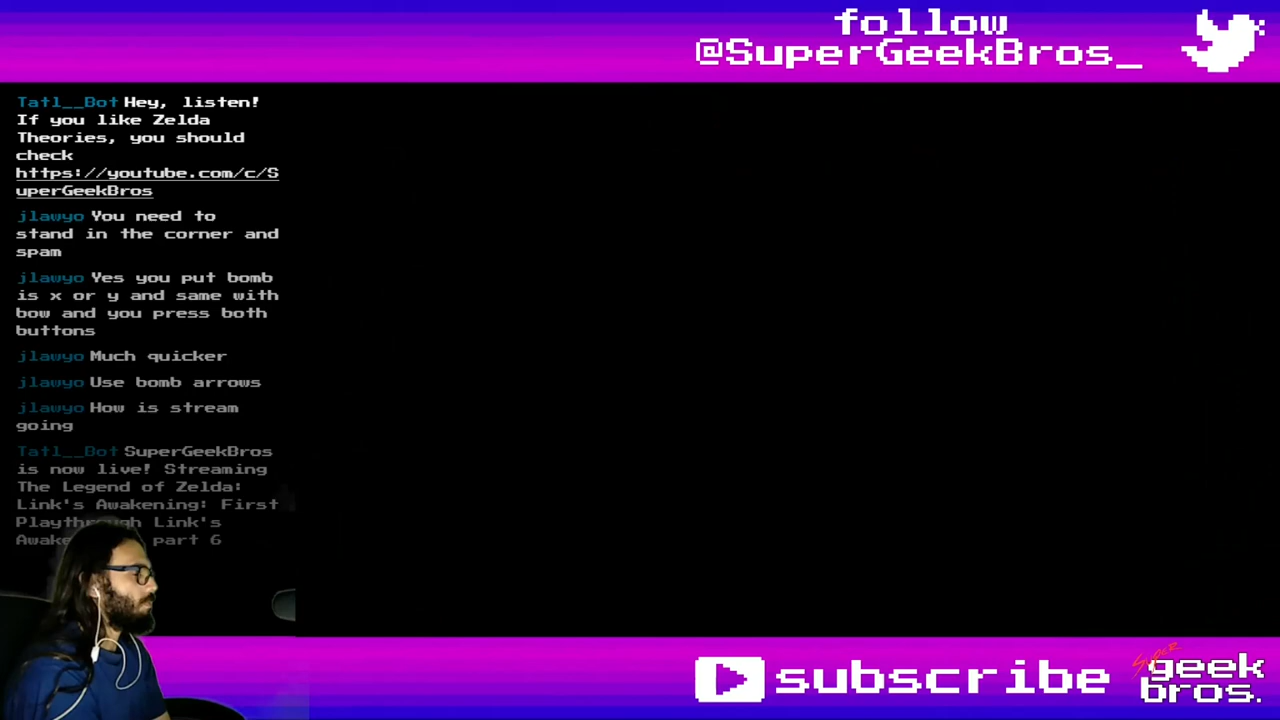 follow
@SuperGeekBros_
Tatl__Bot Hey, listen!
If you like Zelda
Theories, you should
check
https://youtube.com/c/S
uperGeekBros
jlawyo You need to
stand in the corner and
spam
jlawyo Yes you put bomb
is x or y and same with
bow and you press both
buttons
jlawyo Much quicker
jlawyo Use bomb arrows
jlawyo How is stream
going
Tatl__Bot SuperGeekBros
is now live! Streaming
The Legend of Zelda:
Link's Awakening: First
Playthrough Link's
part 6
subscribe
SUPER
geek
bros.